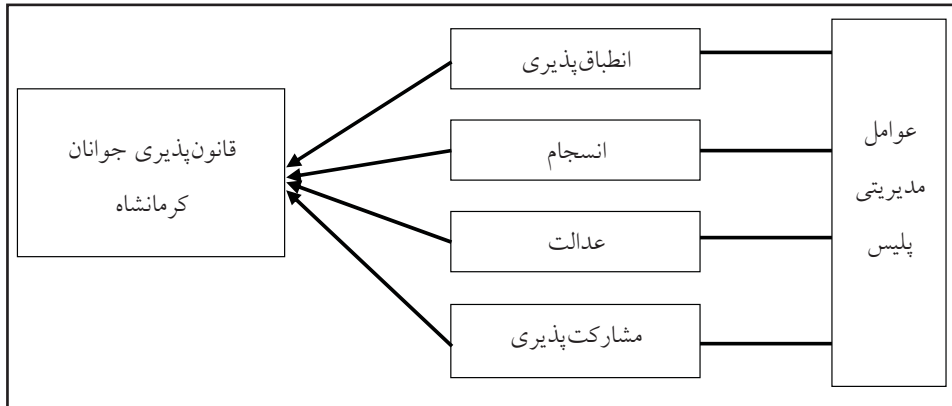 عوامل
مدیریتی
پلیس
انطباق‌پذیری
انسجام
عدالت
مشارکت‌پذیری
قانون‌پذیری جوانان
کرمانشاه